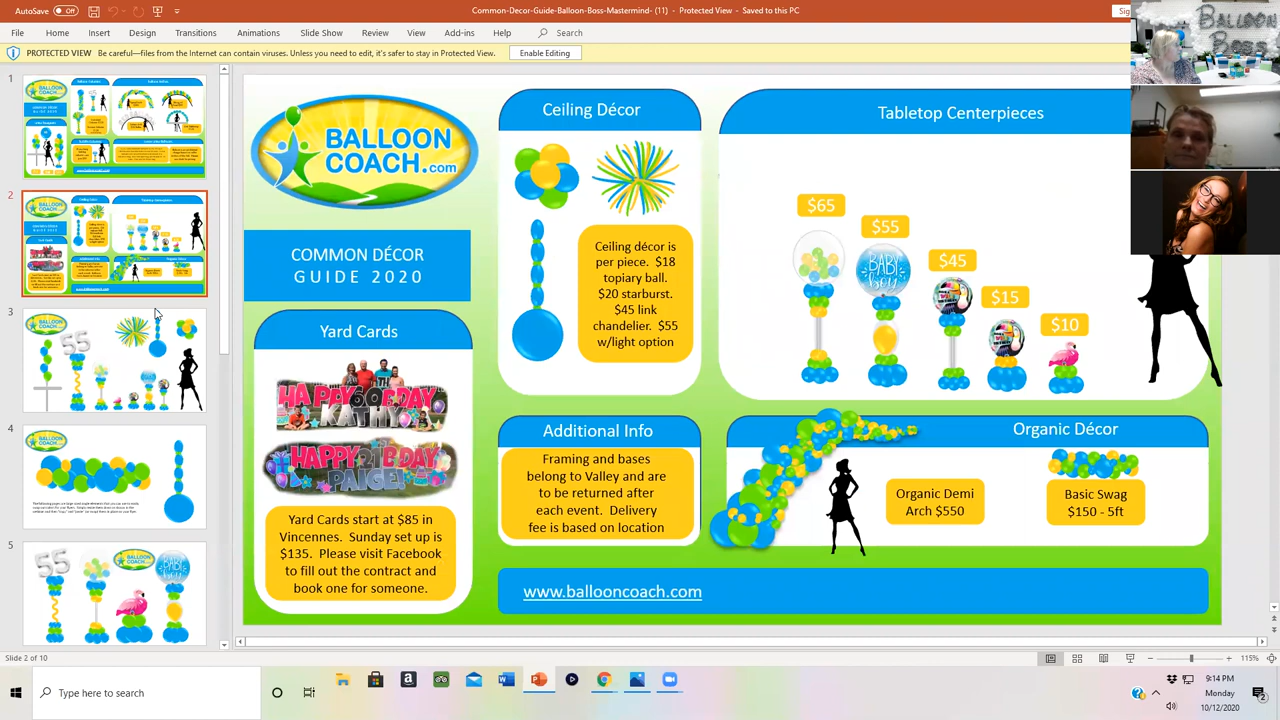 AutoSave Off
Common-Decor-Guide-Balloon-Boss-Mastermind- (11) - Protected View - Saved to this PC
File Home Insert Design Transitions Animations Slide Show Review View Add-ins Help Search
PROTECTED VIEW Be careful—files from the Internet can contain viruses. Unless you need to edit, it's safer to stay in Protected View. Enable Editing
BALLOON
BOSS
1
2
3
4
5
55
BALLOON
COACH.com
COMMON DÉCOR
GUIDE 2020
Yard Cards
HAPPY 60 BDAY
KATHY
HAPPY 21 BDAY
PAIGE!
Yard Cards start at $85 in
Vincennes. Sunday set up is
$135. Please visit Facebook
to fill out the contract and
book one for someone.
Ceiling Décor
Ceiling décor is
per piece. $18
topiary ball.
$20 starburst.
$45 link
chandelier. $55
w/light option
Tabletop Centerpieces
$65
$55
$45
$15
$10
BABY
boy
Additional Info
Framing and bases
belong to Valley and are
to be returned after
each event. Delivery
fee is based on location
Organic Décor
Organic Demi
Arch $550
Basic Swag
$150 - 5ft
www.ballooncoach.com
Slide 2 of 10
115%
Type here to search
9:14 PM
Monday
10/12/2020